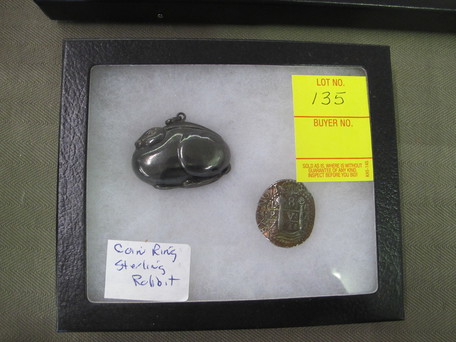 LOT NO.
135
BUYER NO.
SOLD AS IS, WHERE IS WITHOUT
GUARANTEE OF ANY KIND.
INSPECT BEFORE YOU BUY
Coin Ring
Sterling
Rabbit